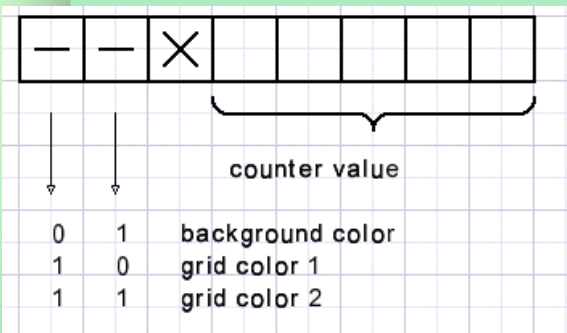 — — X
counter value
0 1 background color
1 0 grid color 1
1 1 grid color 2